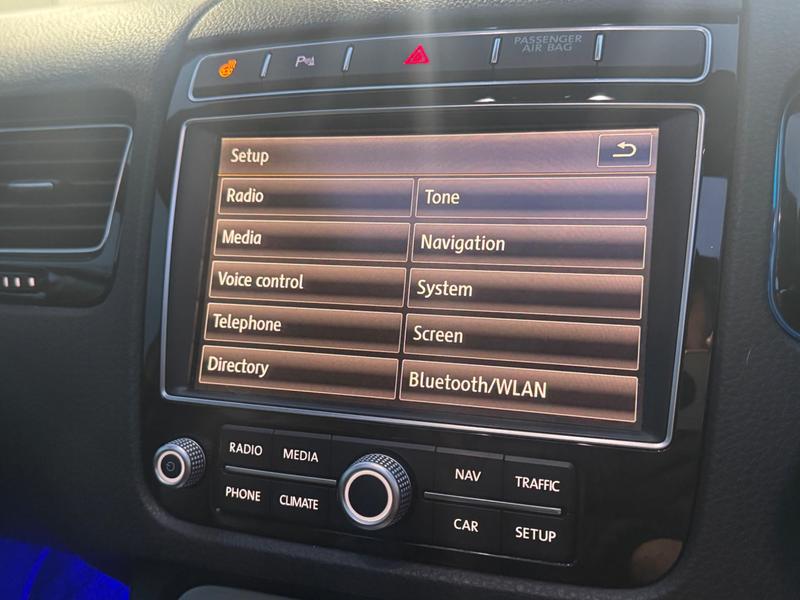 P
PASSENGER
AIR BAG
Setup
Radio
Tone
Media
Navigation
Voice control
System
Telephone
Screen
Directory
Bluetooth/WLAN
RADIO
MEDIA
NAV
TRAFFIC
PHONE
CLIMATE
CAR
SETUP